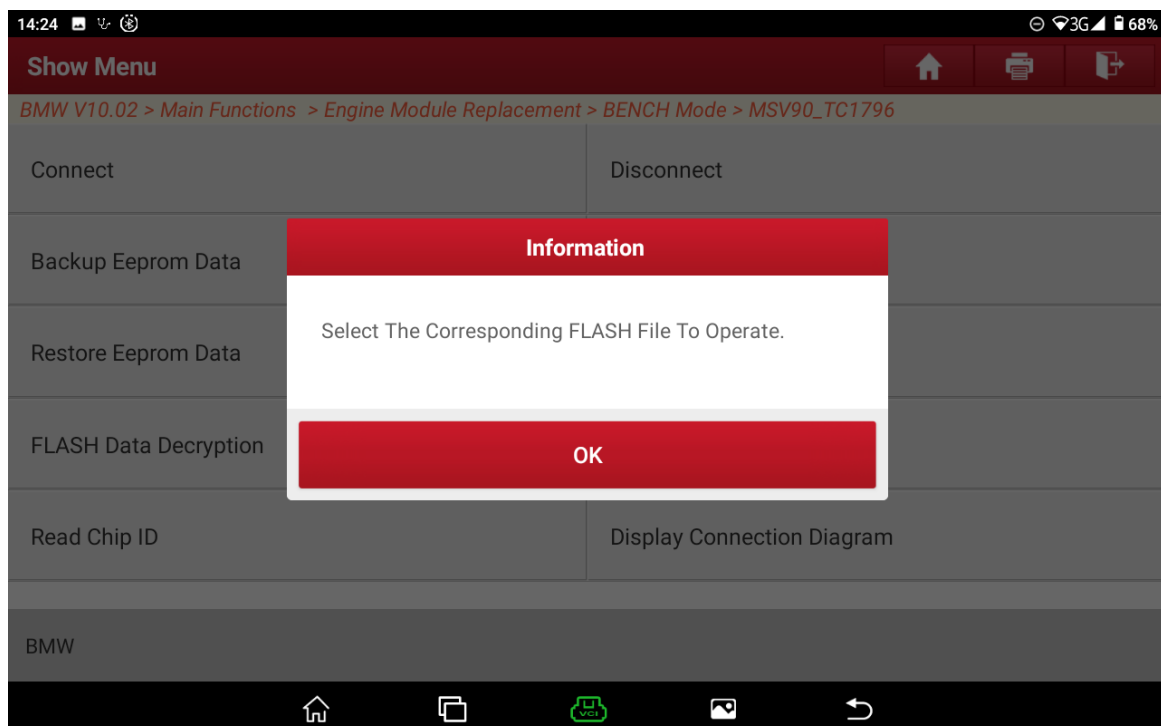 14:24 3G 68%
Show Menu
BMW V10.02 > Main Functions > Engine Module Replacement > BENCH Mode > MSV90_TC1796
Connect Disconnect
Information
Backup Eeprom Data
Select The Corresponding FLASH File To Operate.
Restore Eeprom Data
FLASH Data Decryption
OK
Read Chip ID Display Connection Diagram
BMW
VCI